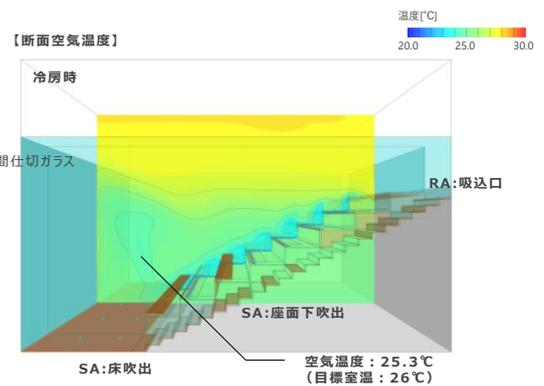 温度[℃]
20.0 25.0 30.0
【断面空気温度】
冷房時
間仕切ガラス
RA:吸込口
SA:座面下吹出
SA:床吹出
空気温度：25.3℃
（目標室温：26℃）